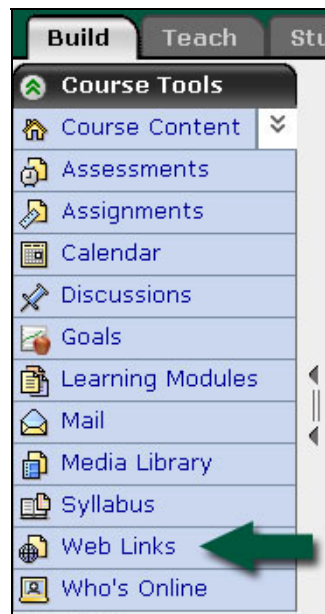 Build Teach Stu
Course Tools
Course Content
Assessments
Assignments
Calendar
Discussions
Goals
Learning Modules
Mail
Media Library
Syllabus
Web Links
Who's Online